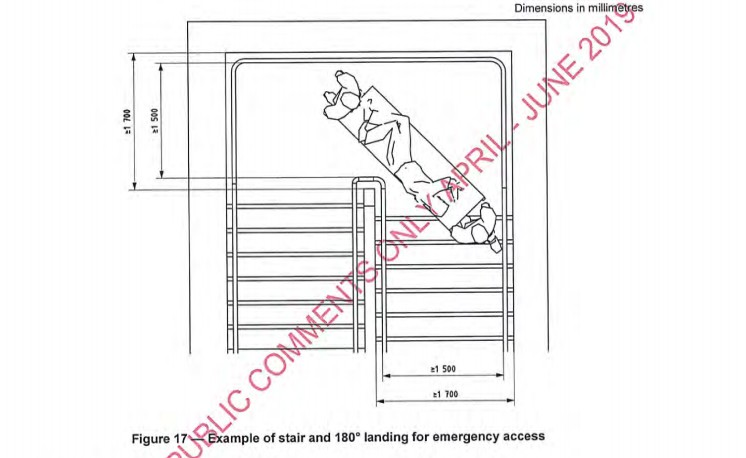 Dimensions in millimetres
≥1 700
≥1 500
≥1 500
≥1 700
PUBLIC COMMENTS ONLY APRIL - JUNE 2019
Figure 17 — Example of stair and 180° landing for emergency access